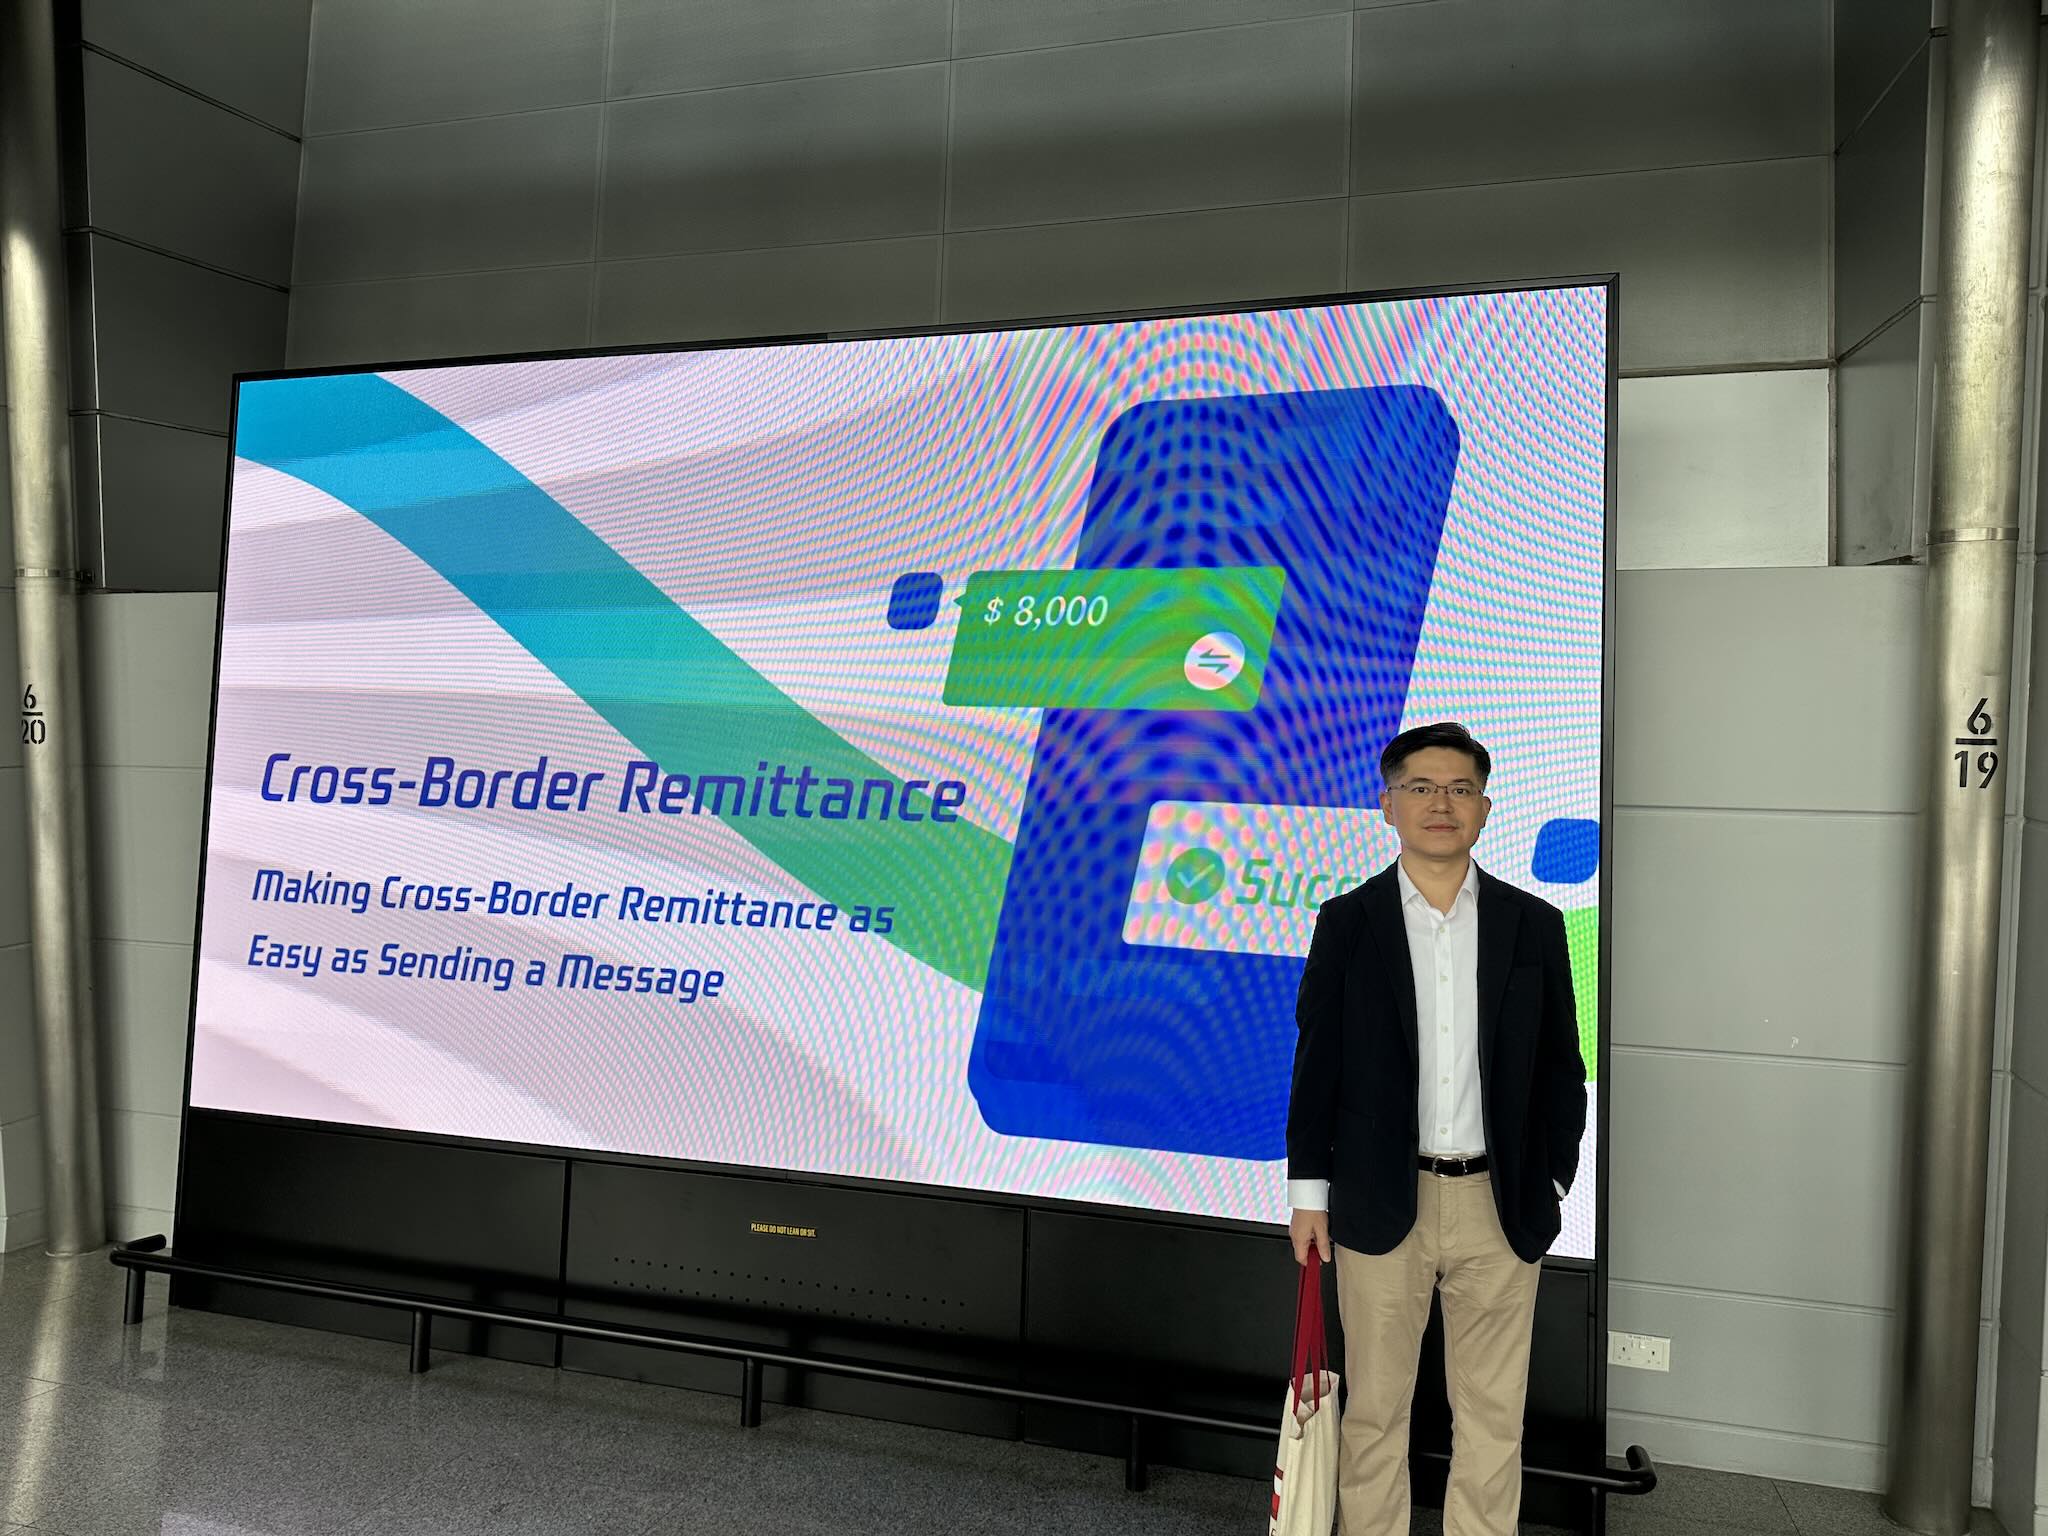 6
20
$ 8,000
6
19
Cross-Border Remittance
Making Cross-Border Remittance as
Easy as Sending a Message
PLEASE DO NOT LEAN OR SIT.